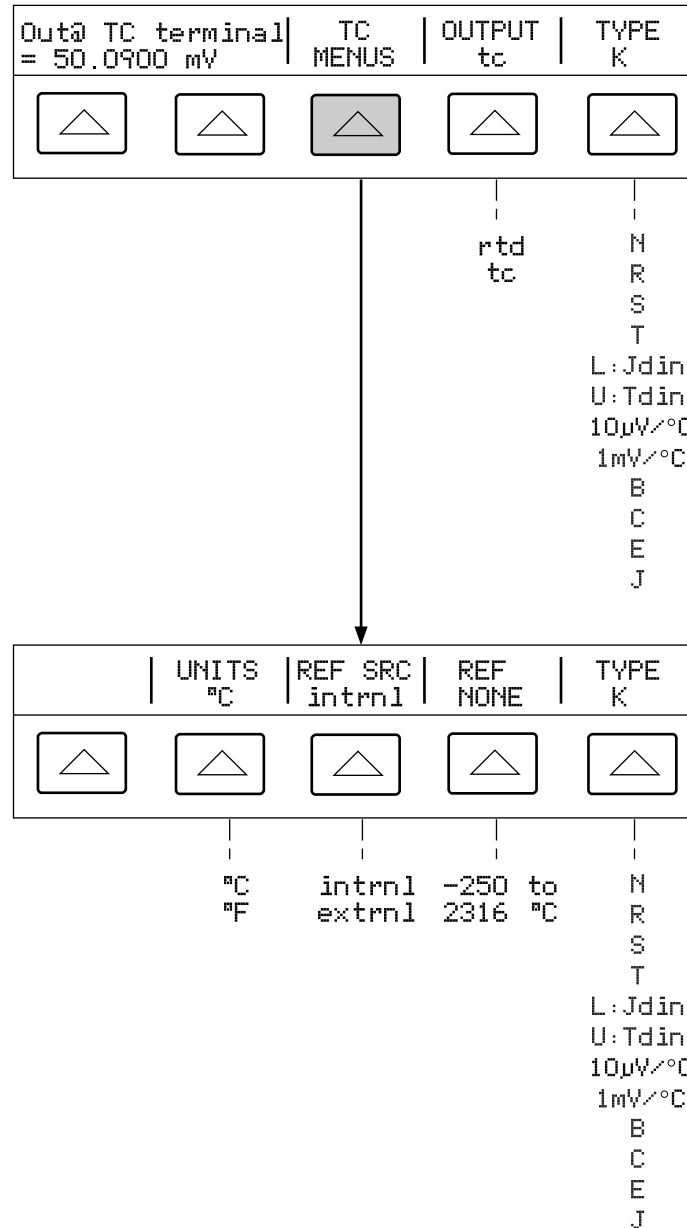 Out@ TC terminal TC OUTPUT TYPE
= 50.0900 mV MENUS tc K
rtd
tc
N
R
S
T
L:Jdin
U:Tdin
10µV/°C
1mV/°C
B
C
E
J
UNITS REF SRC REF TYPE
°C intrnl NONE K
°C
°F
intrnl
extrnl
-250 to
2316 °C
N
R
S
T
L:Jdin
U:Tdin
10µV/°C
1mV/°C
B
C
E
J